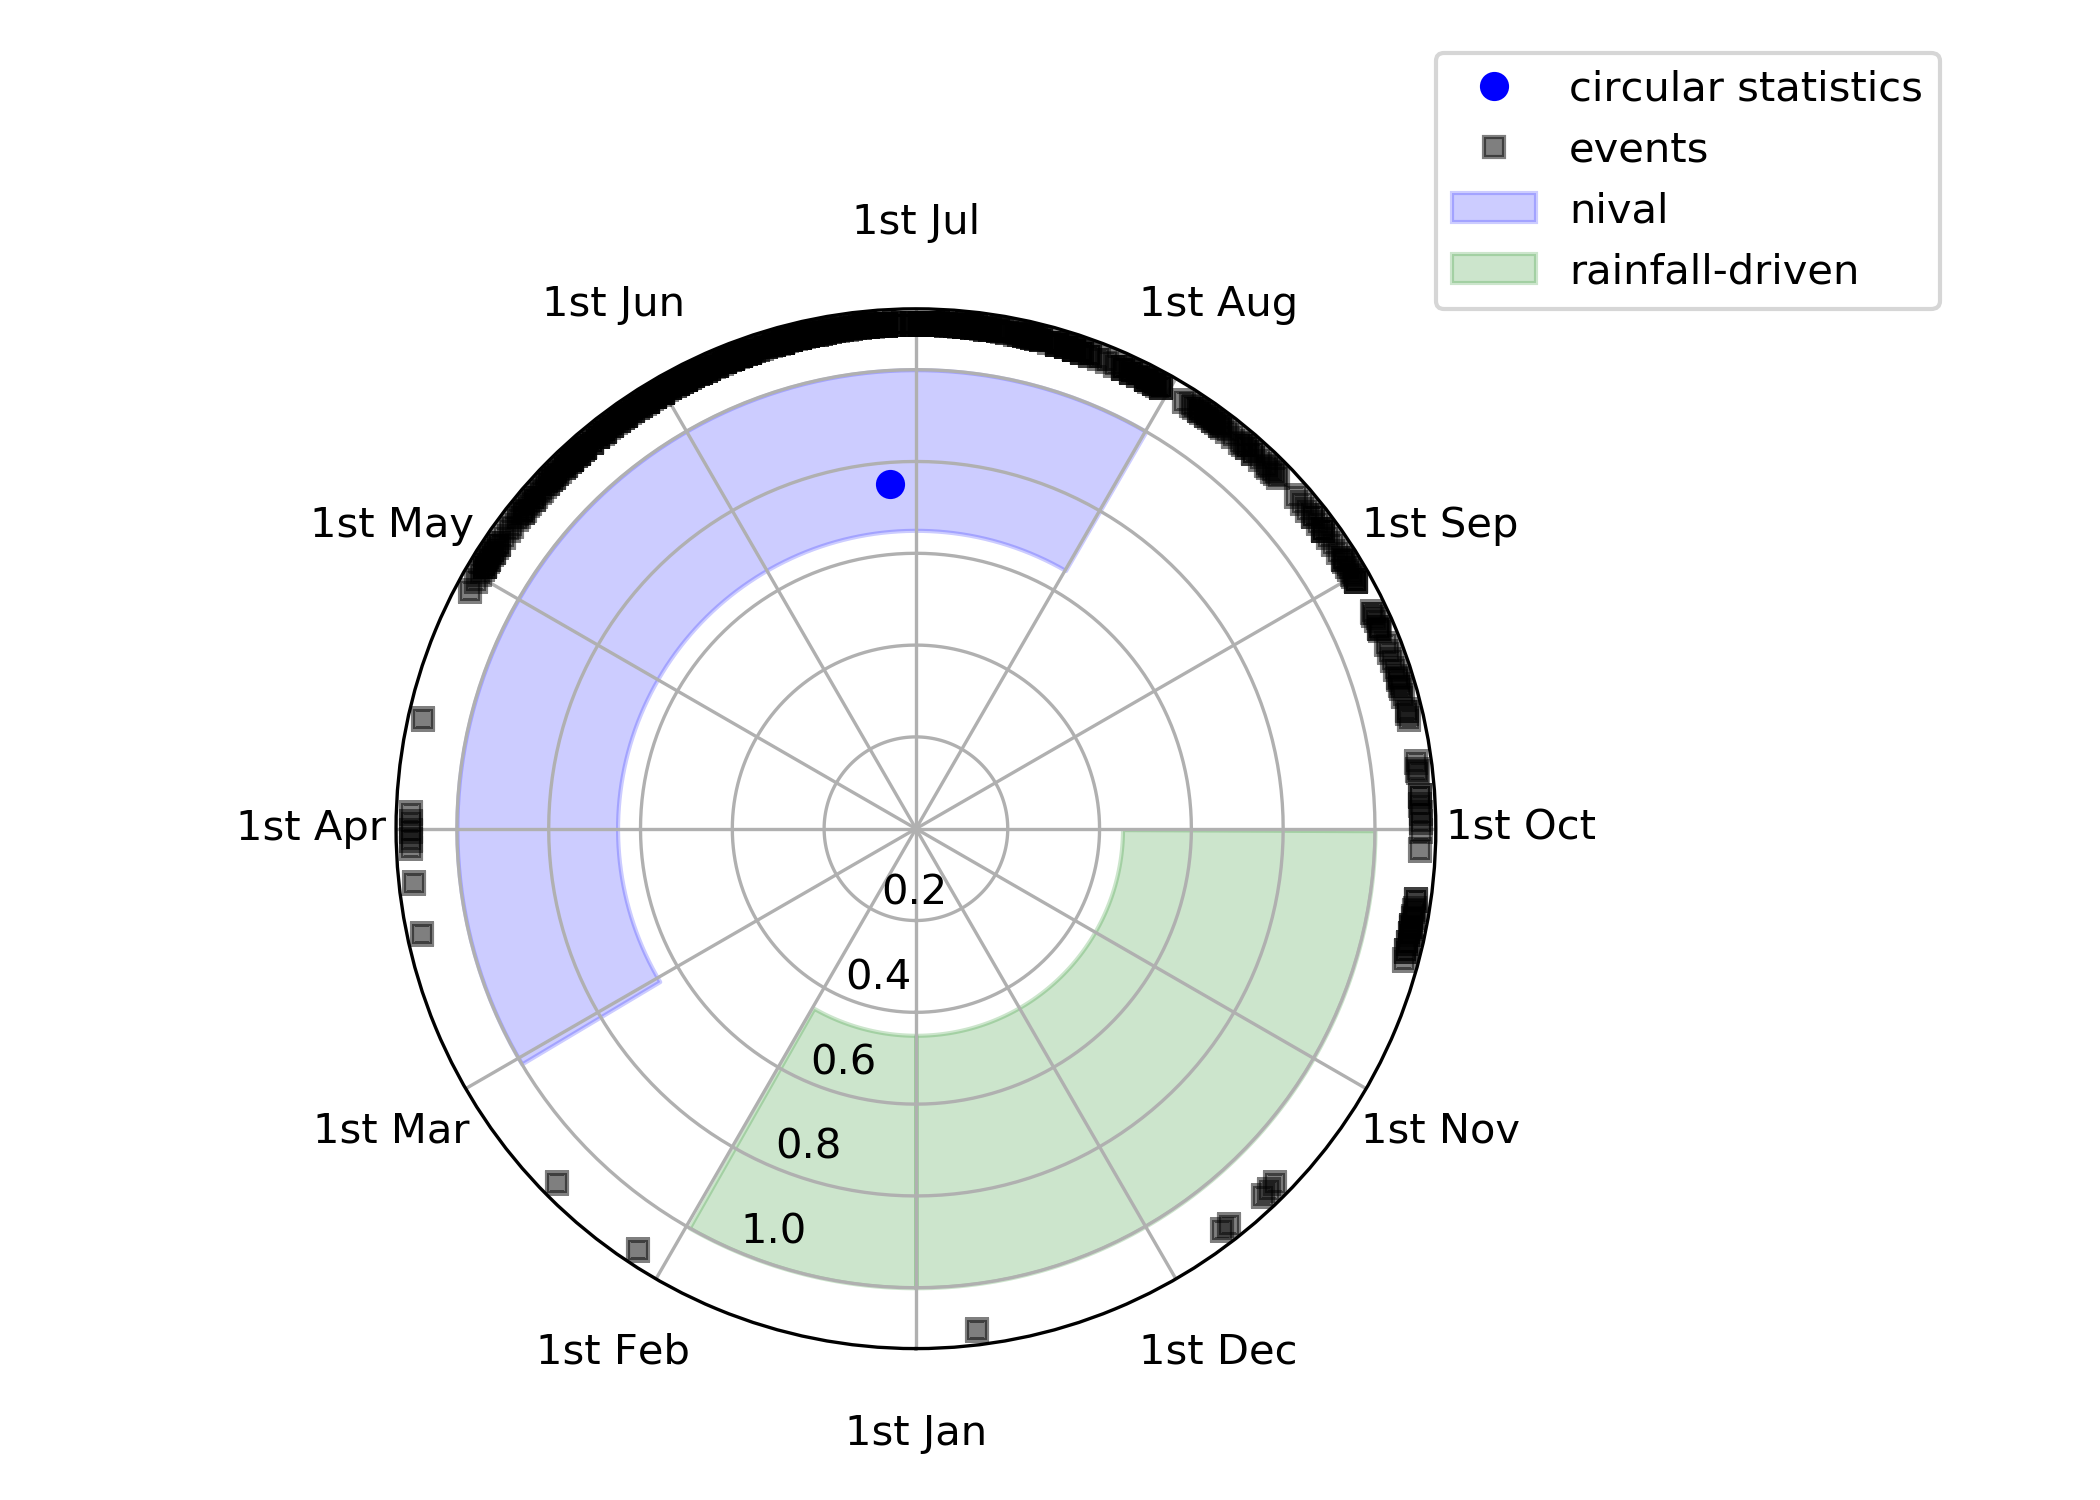 circular statistics
events
nival
rainfall-driven
1st Jul
1st Jun
1st Aug
1st May
1st Sep
1st Apr
1st Oct
0.2
0.4
0.6
1st Mar
1st Nov
0.8
1.0
1st Feb
1st Dec
1st Jan